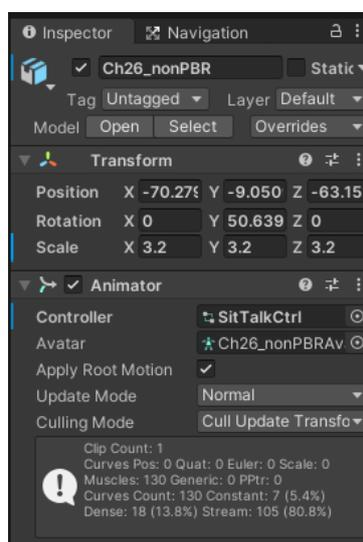 Inspector Navigation
Ch26_nonPBR Static
Tag Untagged Layer Default
Model Open Select Overrides
Transform
Position X -70.279 Y -9.050 Z -63.15
Rotation X 0 Y 50.639 Z 0
Scale X 3.2 Y 3.2 Z 3.2
Animator
Controller SitTalkCtrl
Avatar Ch26_nonPBRAv
Apply Root Motion
Update Mode Normal
Culling Mode Cull Update Transfo
Clip Count: 1
Curves Pos: 0 Quat: 0 Euler: 0 Scale: 0
Muscles: 130 Generic: 0 PPtr: 0
Curves Count: 130 Constant: 7 (5.4%)
Dense: 18 (13.8%) Stream: 105 (80.8%)